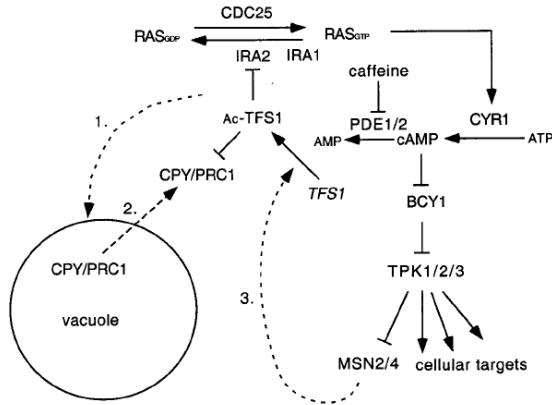 CDC25
RASGDP
RASGTP
IRA2
IRA1
caffeine
1.
Ac-TFS1
PDE1/2
CYR1
AMP
cAMP
ATP
CPY/PRC1
TFS1
2.
BCY1
CPY/PRC1
TPK1/2/3
3.
vacuole
MSN2/4
cellular targets